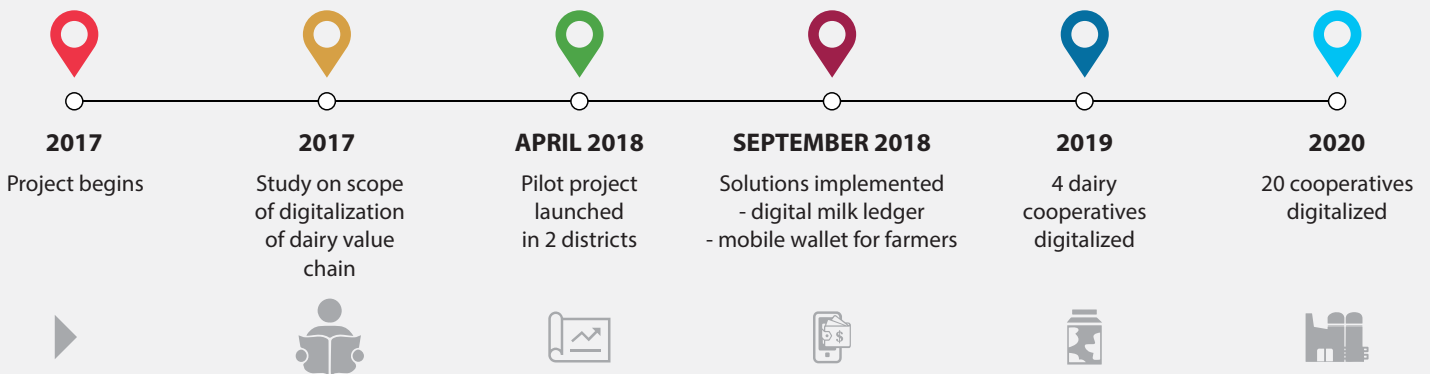 2017
Project begins
2017
Study on scope
of digitalization
of dairy value
chain
APRIL 2018
Pilot project
launched
in 2 districts
SEPTEMBER 2018
Solutions implemented
- digital milk ledger
- mobile wallet for farmers
2019
4 dairy
cooperatives
digitalized
2020
20 cooperatives
digitalized
$